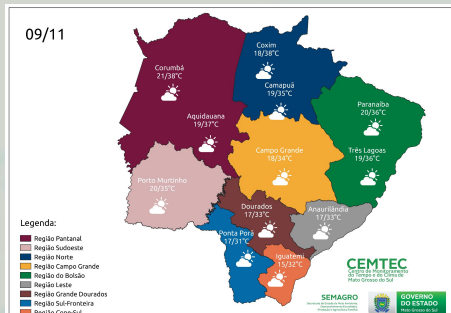 09/11
Coxim
18/38°C
Corumbá
21/38°C
Camapuã
19/35°C
Paranaíba
20/36°C
Aquidauana
19/37°C
Campo Grande
18/34°C
Três Lagoas
19/36°C
Porto Murtinho
20/35°C
Dourados
17/33°C
Anaurilândia
17/33°C
Ponta Porã
17/31°C
Iguatemi
15/32°C
Legenda:
Região Pantanal
Região Sudoeste
Região Norte
Região Campo Grande
Região do Bolsão
Região Leste
Região Grande Dourados
Região Sul-Fronteira
Região Cone-Sul
CEMTEC
Centro de Monitoramento
do Tempo e do Clima de
Mato Grosso do Sul
SEMAGRO
GOVERNO
DO ESTADO
Mato Grosso do Sul